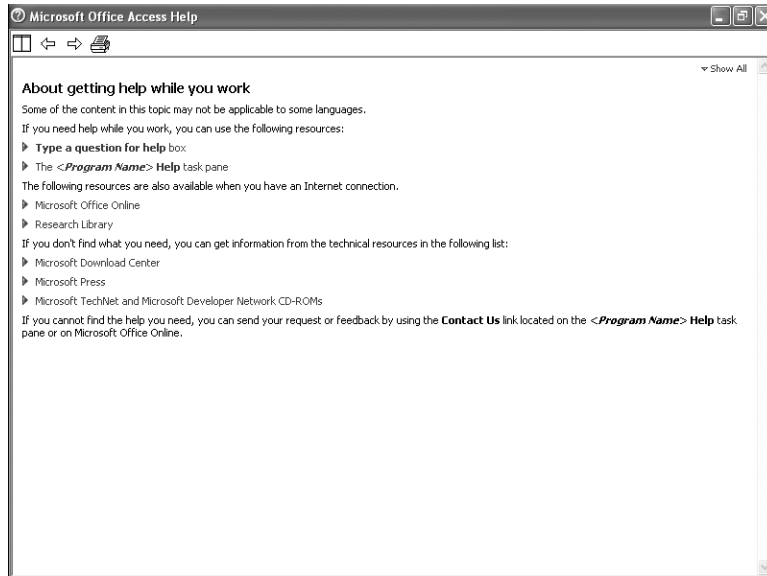 Microsoft Office Access Help
Show All
About getting help while you work
Some of the content in this topic may not be applicable to some languages.
If you need help while you work, you can use the following resources:
Type a question for help box
The <Program Name> Help task pane
The following resources are also available when you have an Internet connection.
Microsoft Office Online
Research Library
If you don't find what you need, you can get information from the technical resources in the following list:
Microsoft Download Center
Microsoft Press
Microsoft TechNet and Microsoft Developer Network CD-ROMs
If you cannot find the help you need, you can send your request or feedback by using the Contact Us link located on the <Program Name> Help task
pane or on Microsoft Office Online.